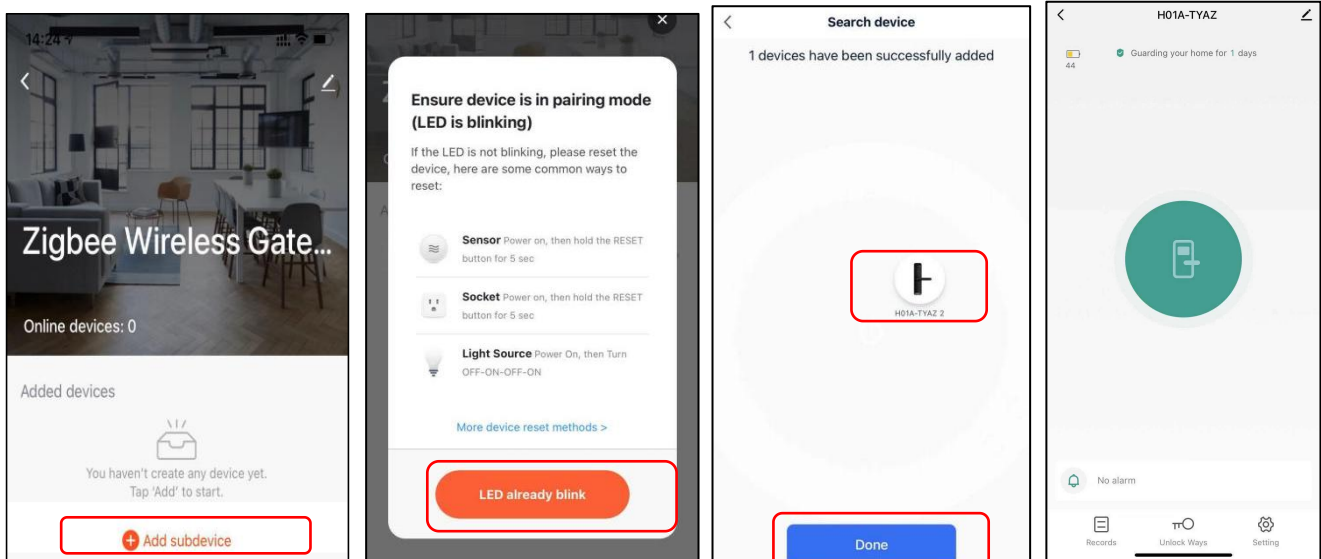 14:24
Zigbee Wireless Gate...
Online devices: 0
Added devices
You haven't create any device yet.
Tap 'Add' to start.
Add subdevice
Ensure device is in pairing mode
(LED is blinking)
If the LED is not blinking, please reset the
device, here are some common ways to
reset:
Sensor Power on, then hold the RESET
button for 5 sec
Socket Power on, then hold the RESET
button for 5 sec
Light Source Power On, then Turn
OFF-ON-OFF-ON
More device reset methods >
LED already blink
Search device
1 devices have been successfully added
H01A-TYAZ 2
Done
H01A-TYAZ
44
Guarding your home for 1 days
No alarm
Records
Unlock Ways
Setting